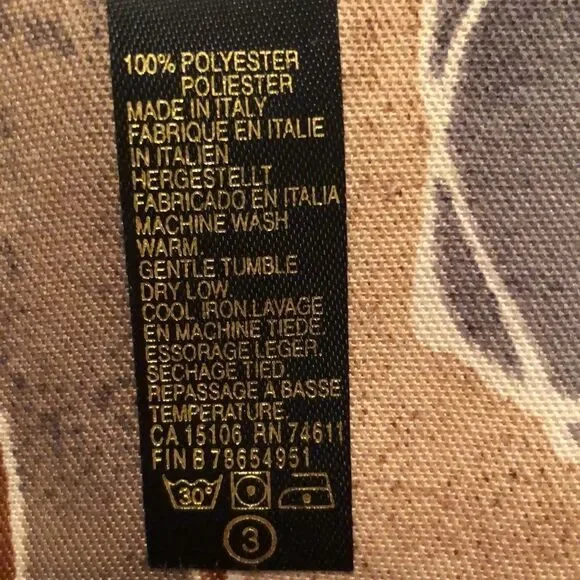 100% POLYESTER
POLIESTER
MADE IN ITALY
FABRIQUE EN ITALIE
IN ITALIEN
HERGESTELLT
FABRICADO EN ITALIA
MACHINE WASH
WARM.
GENTLE TUMBLE
DRY LOW.
COOL IRON.LAVAGE
EN MACHINE TIEDE.
ESSORAGE LEGER.
SECHAGE TIED.
REPASSAGE À BASSE
TEMPERATURE.
CA 15106 RN 74611
FIN B 78654951
30°
3